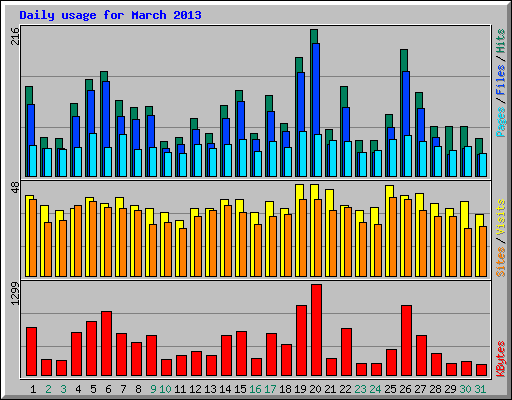 Daily usage for March 2013
216
Pages / Files / Hits
48
Sites / Visits
1299
KBytes
1 2 3 4 5 6 7 8 9 10 11 12 13 14 15 16 17 18 19 20 21 22 23 24 25 26 27 28 29 30 31